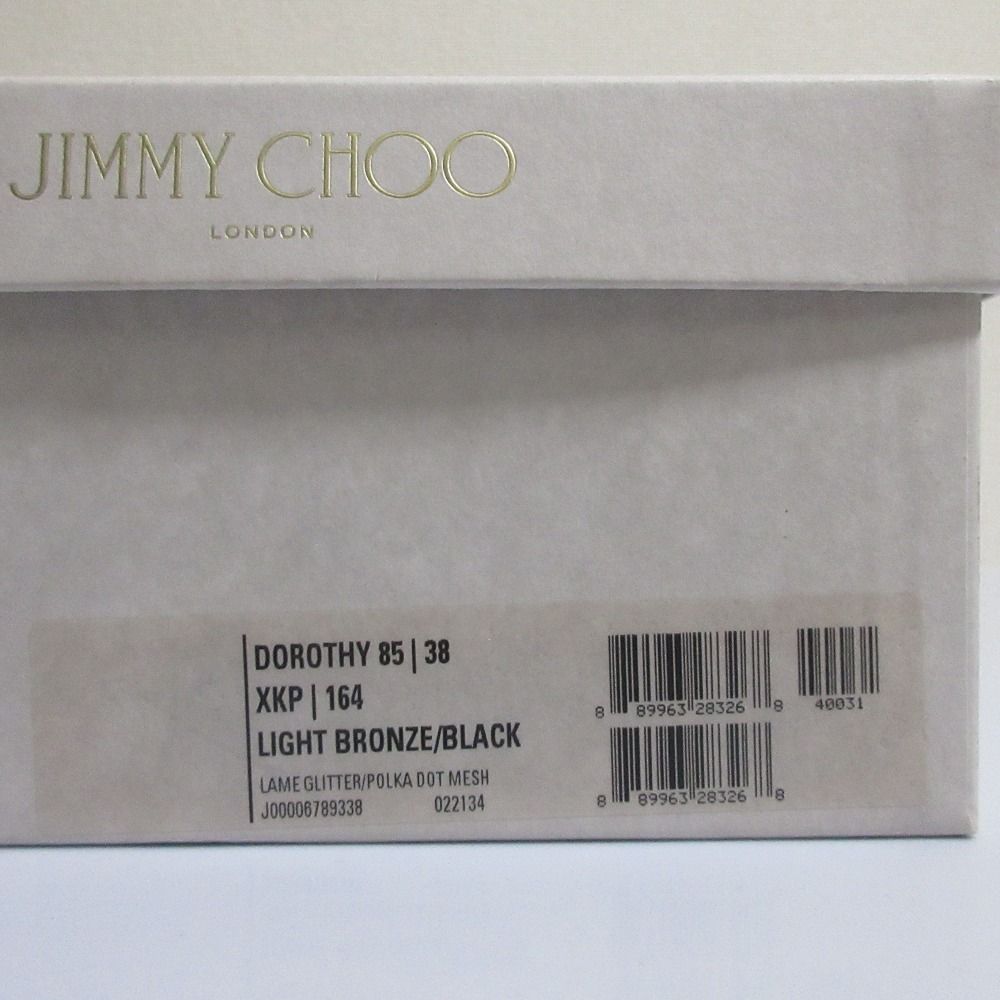 JIMMY CHOO
LONDON
DOROTHY 85 | 38
XKP | 164
LIGHT BRONZE/BLACK
LAME GLITTER/POLKA DOT MESH
J00006789338 022134
8 89963 28326 8
40031
8 89963 28326 8